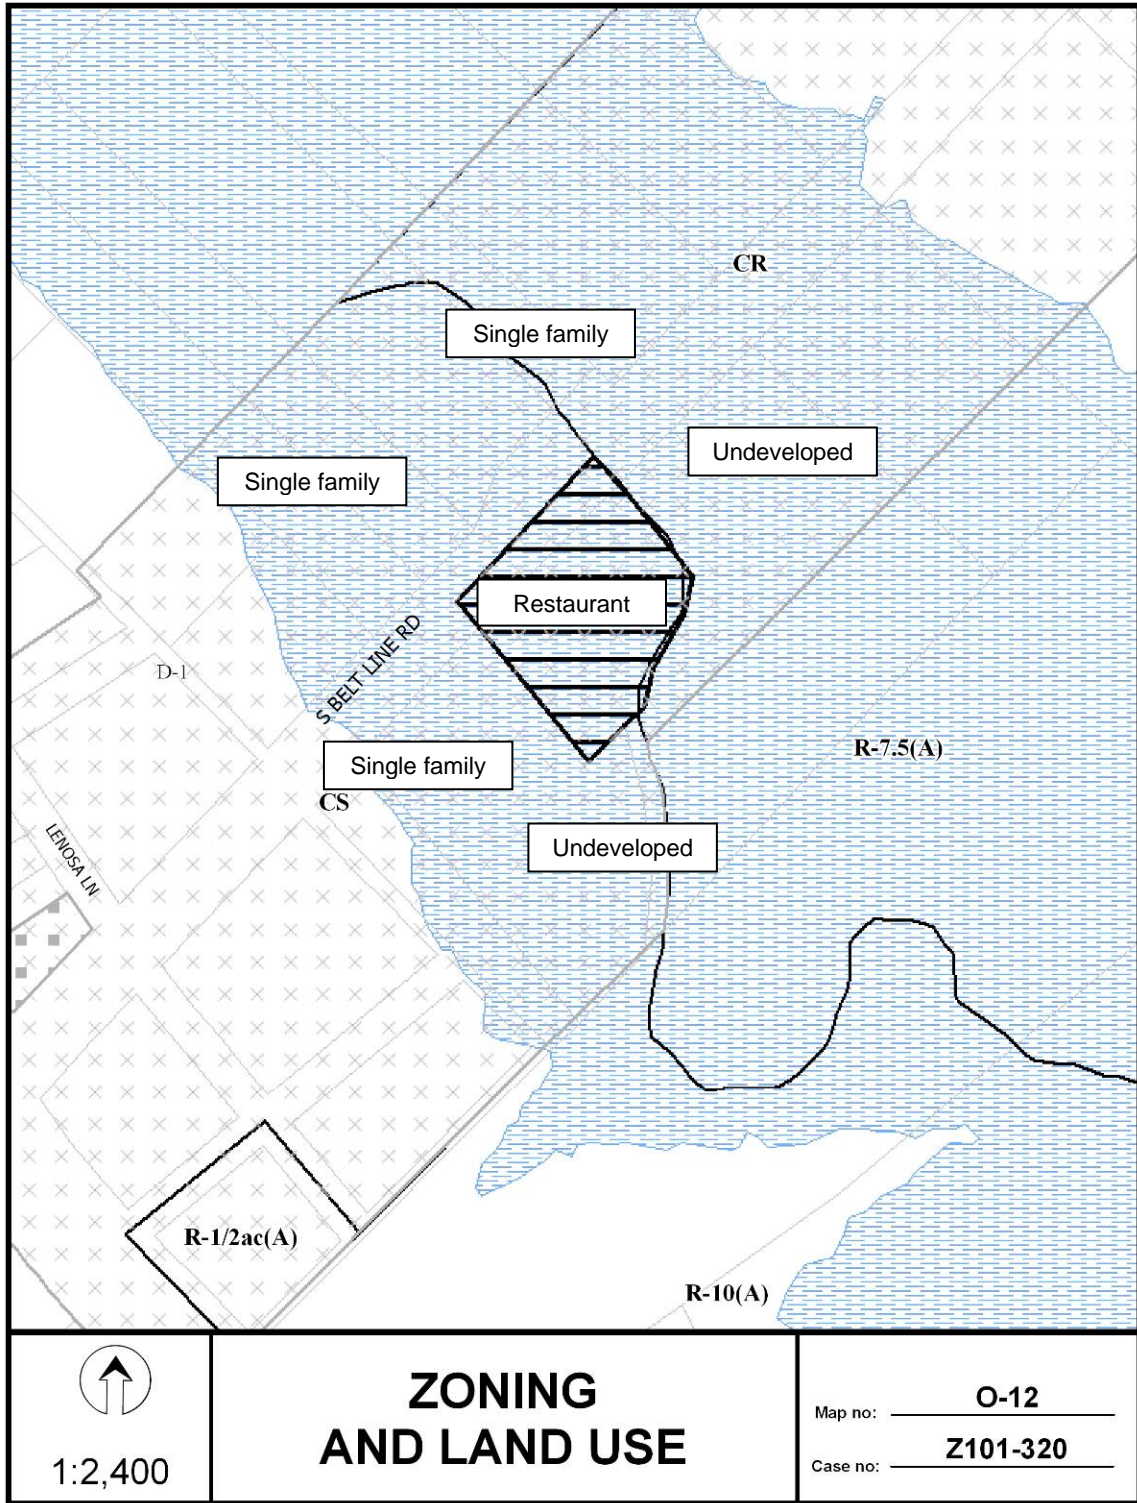 CR
Single family
Undeveloped
Single family
Restaurant
S BELT LINE RD
D-1
R-7.5(A)
Single family
CS
Undeveloped
LENOSA LN
R-1/2ac(A)
R-10(A)
1:2,400
ZONING
AND LAND USE
Map no: O-12
Case no: Z101-320